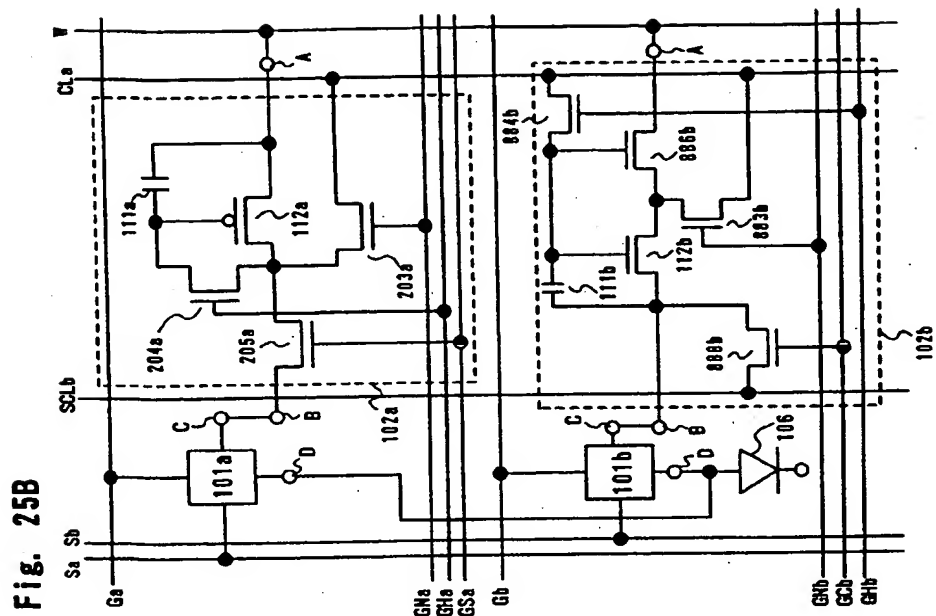 Fig. 25B
Sa
Sb
SCLb
CLa
W
Ga
111a
A
204a
112a
205a
203a
C
B
101a
D
102a
GNa
GHa
GSa
Gb
884b
A
111b
112b
886b
883b
888b
C
B
101b
D
106
102b
GNb
GCb
GHb